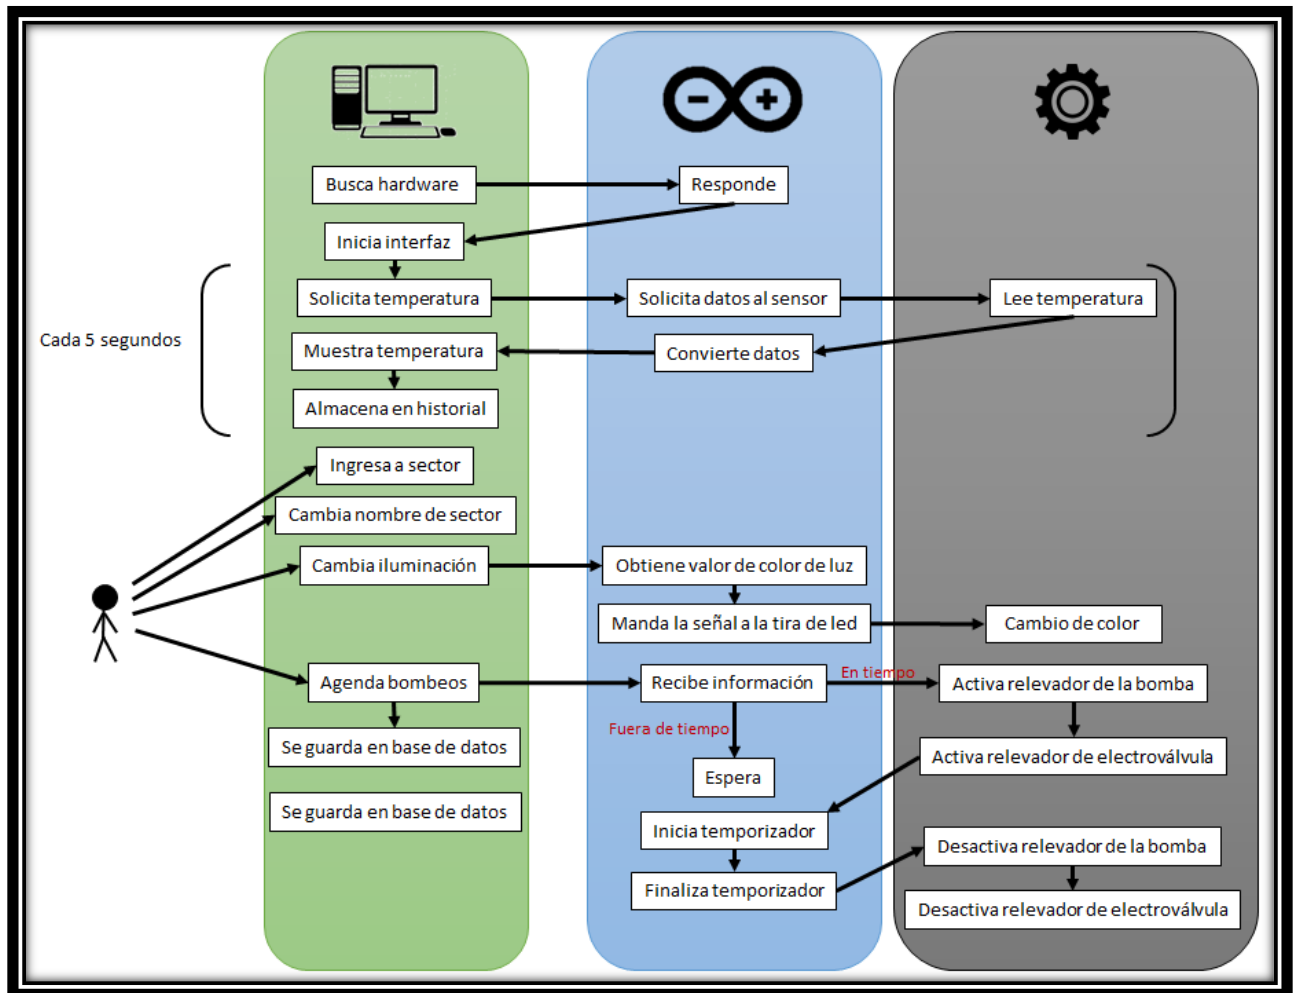 Busca hardware
Responde
Inicia interfaz
Solicita temperatura
Solicita datos al sensor
Lee temperatura
Cada 5 segundos
Muestra temperatura
Convierte datos
Almacena en historial
Ingresa a sector
Cambia nombre de sector
Cambia iluminación
Obtiene valor de color de luz
Manda la señal a la tira de led
Cambio de color
Agenda bombeos
Recibe información
En tiempo
Activa relevador de la bomba
Fuera de tiempo
Se guarda en base de datos
Activa relevador de electroválvula
Espera
Se guarda en base de datos
Inicia temporizador
Desactiva relevador de la bomba
Finaliza temporizador
Desactiva relevador de electroválvula